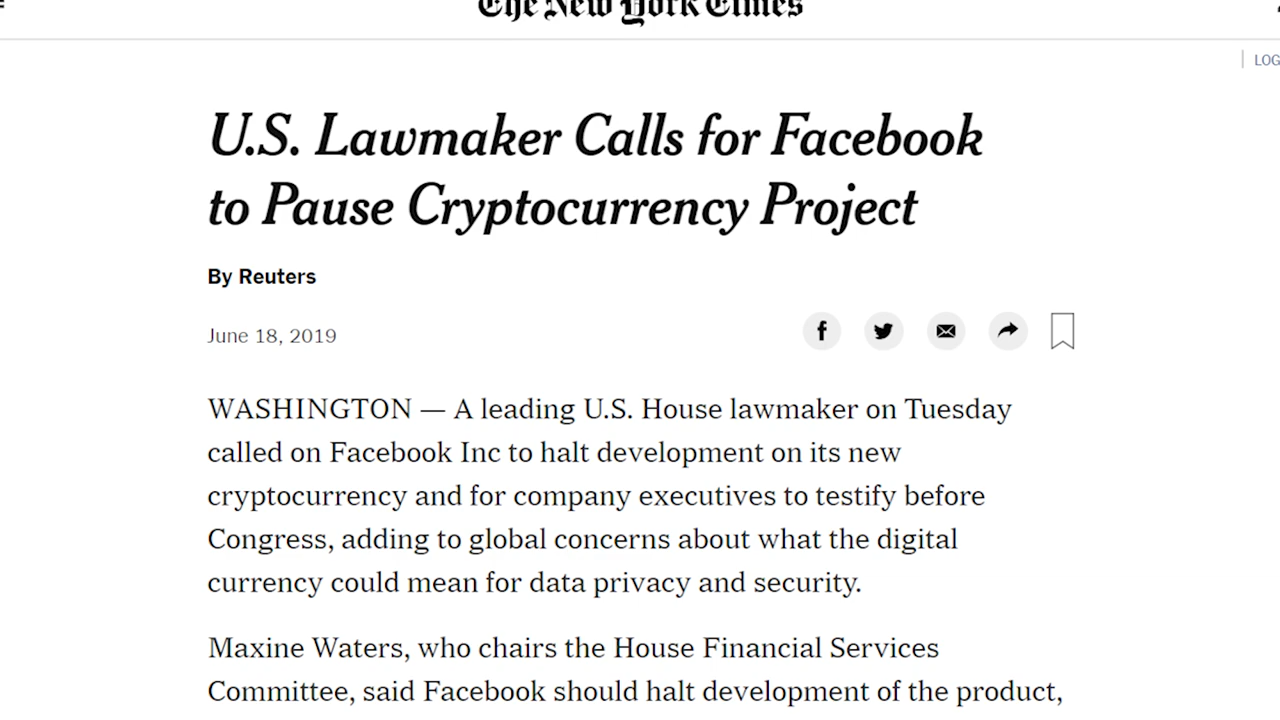 The New York Times
LOG
U.S. Lawmaker Calls for Facebook
to Pause Cryptocurrency Project
By Reuters
June 18, 2019
WASHINGTON — A leading U.S. House lawmaker on Tuesday
called on Facebook Inc to halt development on its new
cryptocurrency and for company executives to testify before
Congress, adding to global concerns about what the digital
currency could mean for data privacy and security.
Maxine Waters, who chairs the House Financial Services
Committee, said Facebook should halt development of the product,